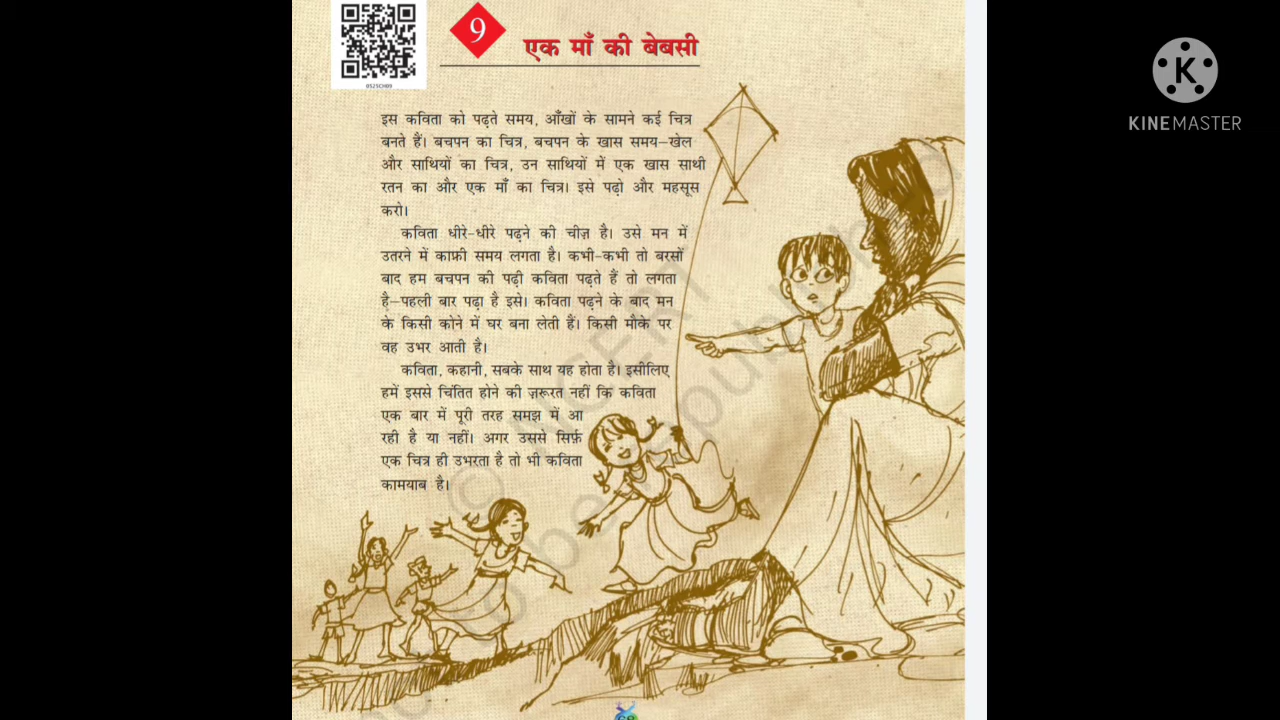 0525CH09
9
एक माँ की बेबसी
इस कविता को पढ़ते समय, आँखों के सामने कई चित्र
बनते हैं। बचपन का चित्र, बचपन के खास समय–खेल
और साथियों का चित्र, उन साथियों में एक खास साथी
रतन का और एक माँ का चित्र। इसे पढ़ो और महसूस
करो।
कविता धीरे-धीरे पढ़ने की चीज़ है। उसे मन में
उतरने में काफ़ी समय लगता है। कभी-कभी तो बरसों
बाद हम बचपन की पढ़ी कविता पढ़ते हैं तो लगता
है–पहली बार पढ़ा है इसे। कविता पढ़ने के बाद मन
के किसी कोने में घर बना लेती हैं। किसी मौके पर
वह उभर आती है।
कविता, कहानी, सबके साथ यह होता है। इसीलिए
हमें इससे चिंतित होने की ज़रूरत नहीं कि कविता
एक बार में पूरी तरह समझ में आ
रही है या नहीं। अगर उससे सिर्फ़
एक चित्र ही उभरता है तो भी कविता
कामयाब है।
K
KINEMASTER
© NCERT